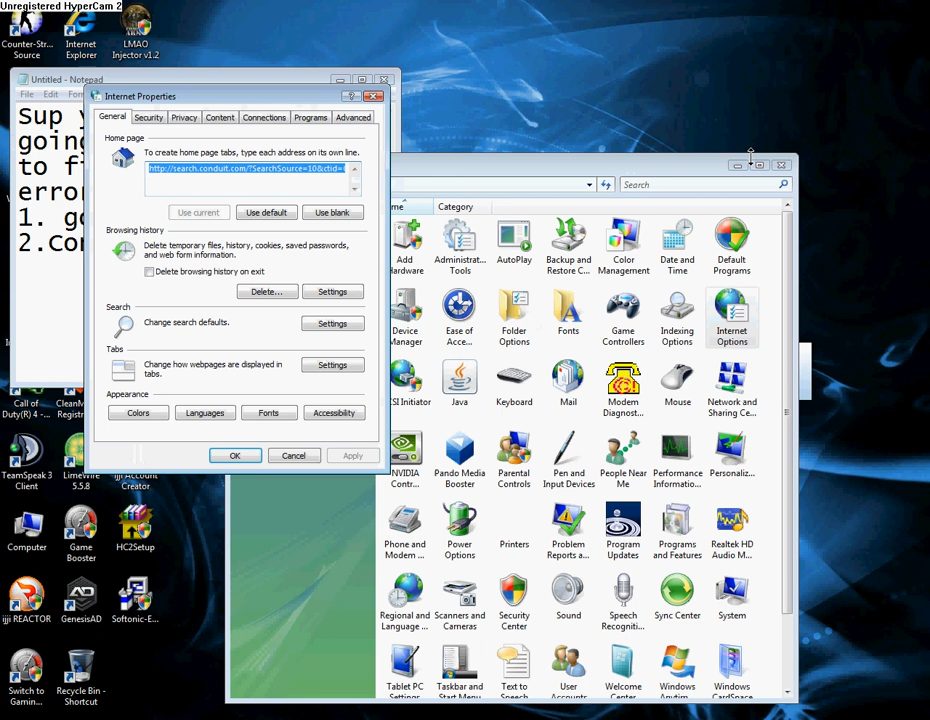 Unregistered HyperCam 2
Counter-Str... Source
Internet Explorer
LMAO Injector v1.2
Untitled - Notepad
File Edit
Sup
going
to f
erro
1. go
2.co
Internet Properties
General Security Privacy Content Connections Programs Advanced
Home page
To create home page tabs, type each address on its own line.
http://search.conduit.com/?SearchSource=10&ctid=
Use current Use default Use blank
Browsing history
Delete temporary files, history, cookies, saved passwords,
and web form information.
Delete browsing history on exit
Delete... Settings
Search
Change search defaults.
Settings
Tabs
Change how webpages are displayed in
tabs.
Settings
Appearance
Colors Languages Fonts Accessibility
OK Cancel Apply
Search
me Category
Add Hardware
Administrat... Tools
AutoPlay
Backup and Restore C...
Color Management
Date and Time
Default Programs
Device Manager
Ease of Acce...
Folder Options
Fonts
Game Controllers
Indexing Options
Internet Options
SI Initiator
Java
Keyboard
Mail
Modem Diagnost...
Mouse
Network and Sharing Ce...
NVIDIA Contr...
Pando Media Booster
Parental Controls
Pen and Input Devices
People Near Me
Performance Informatio...
Personaliz...
Phone and Modem ...
Power Options
Printers
Problem Reports a...
Program Updates
Programs and Features
Realtek HD Audio M...
Regional and Language ...
Scanners and Cameras
Security Center
Sound
Speech Recogniti...
Sync Center
System
Tablet PC Settings
Taskbar and Start Menu
Text to Speech
User Accounts
Welcome Center
Windows Anytim...
Windows CardSpace
Call of Duty(R) 4 -...
CleanM... Registr
TeamSpeak 3 Client
LimeWire 5.5.8
ijji Account Creator
Computer
Game Booster
HC2Setup
ijji REACTOR
GenesisAD
Softonic-E...
Switch to Gamin...
Recycle Bin - Shortcut